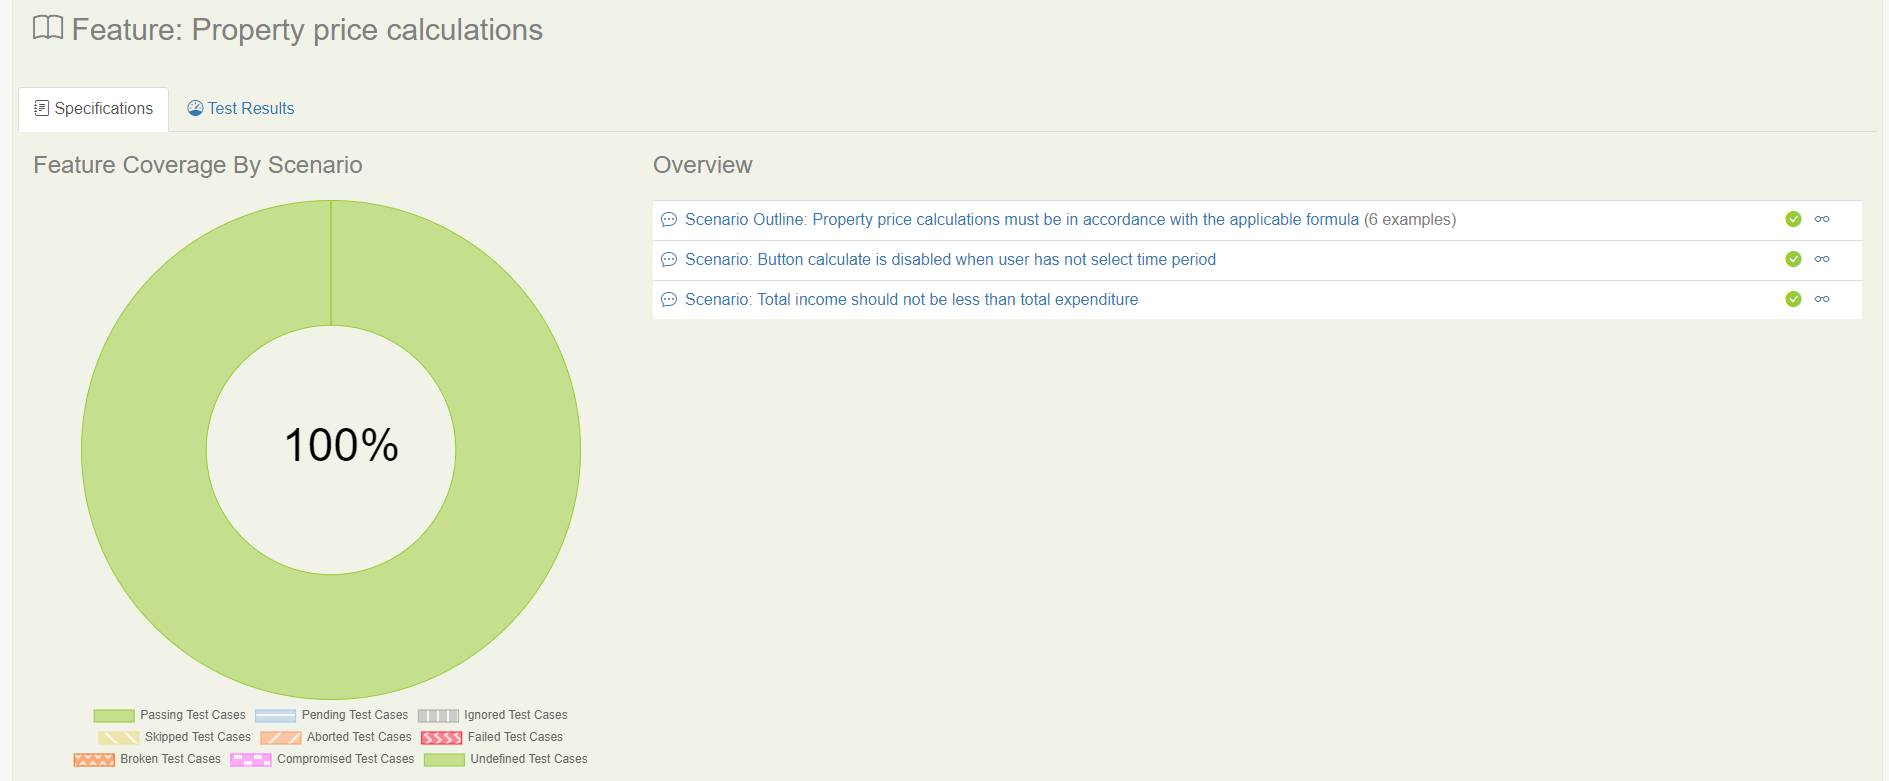 Feature: Property price calculations
Specifications
Test Results
Feature Coverage By Scenario
100%
Passing Test Cases
Pending Test Cases
Ignored Test Cases
Skipped Test Cases
Aborted Test Cases
Failed Test Cases
Broken Test Cases
Compromised Test Cases
Undefined Test Cases
Overview
Scenario Outline: Property price calculations must be in accordance with the applicable formula (6 examples)
Scenario: Button calculate is disabled when user has not select time period
Scenario: Total income should not be less than total expenditure